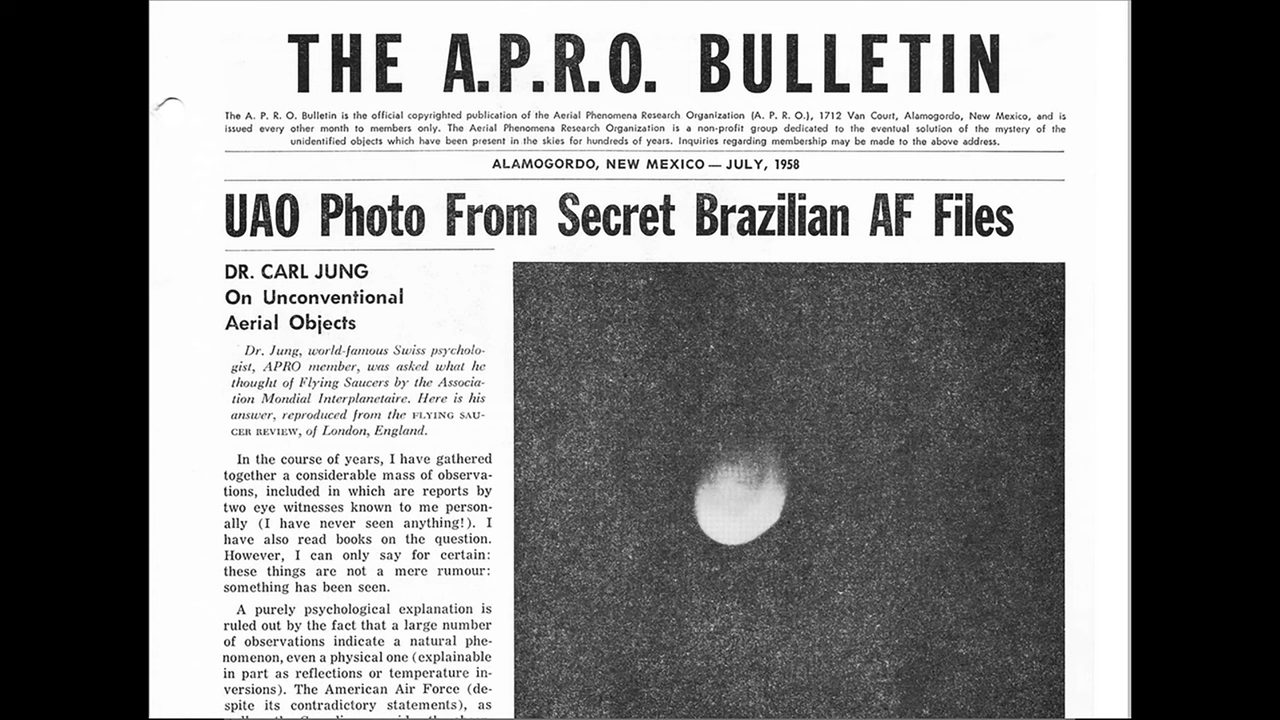 THE A.P.R.O. BULLETIN
The A. P. R. O. Bulletin is the official copyrighted publication of the Aerial Phenomena Research Organization (A. P. R. O.), 1712 Van Court, Alamogordo, New Mexico, and is
issued every other month to members only. The Aerial Phenomena Research Organization is a non-profit group dedicated to the eventual solution of the mystery of the
unidentified objects which have been present in the skies for hundreds of years. Inquiries regarding membership may be made to the above address.
ALAMOGORDO, NEW MEXICO — JULY, 1958
UAO Photo From Secret Brazilian AF Files
DR. CARL JUNG
On Unconventional
Aerial Objects
Dr. Jung, world-famous Swiss psycholo-
gist, APRO member, was asked what he
thought of Flying Saucers by the Associa-
tion Mondial Interplanetaire. Here is his
answer, reproduced from the FLYING SAU-
CER REVIEW, of London, England.
In the course of years, I have gathered
together a considerable mass of observa-
tions, included in which are reports by
two eye witnesses known to me person-
ally (I have never seen anything!). I
have also read books on the question.
However, I can only say for certain:
these things are not a mere rumour:
something has been seen.
A purely psychological explanation is
ruled out by the fact that a large number
of observations indicate a natural phe-
nomenon, even a physical one (explainable
in part as reflections or temperature in-
versions). The American Air Force (de-
spite its contradictory statements), as